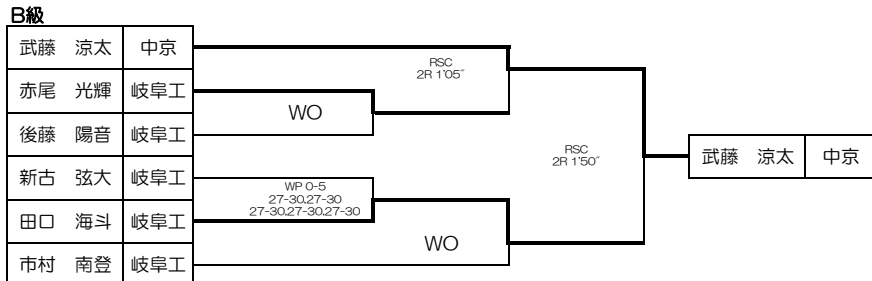 B級
武藤 涼太 中京
赤尾 光輝 岐阜工
後藤 陽音 岐阜工
新古 弦大 岐阜工
田口 海斗 岐阜工
市村 南登 岐阜工
RSC
2R 1'05"
WO
WP 0-5
27-30,27-30
27-30,27-30,27-30
WO
RSC
2R 1'50"
武藤 涼太 中京